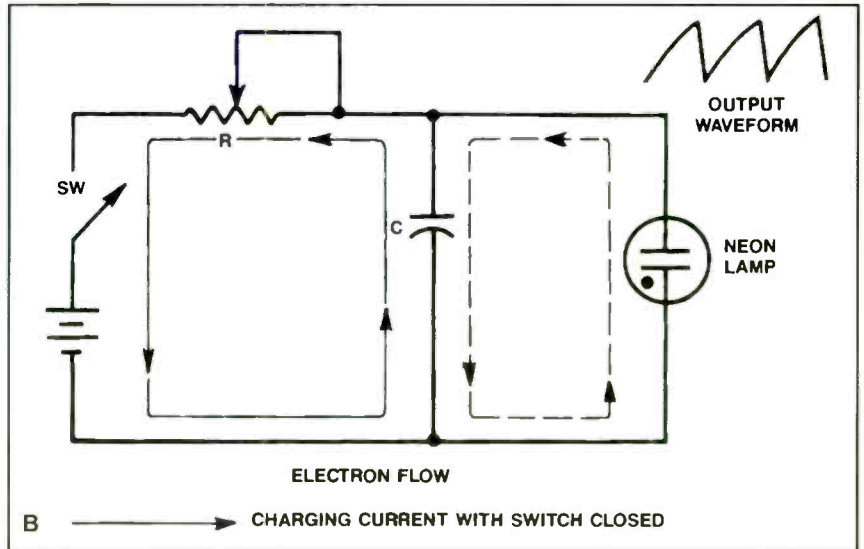 OUTPUT
WAVEFORM
R
SW
C
NEON
LAMP
ELECTRON FLOW
B CHARGING CURRENT WITH SWITCH CLOSED